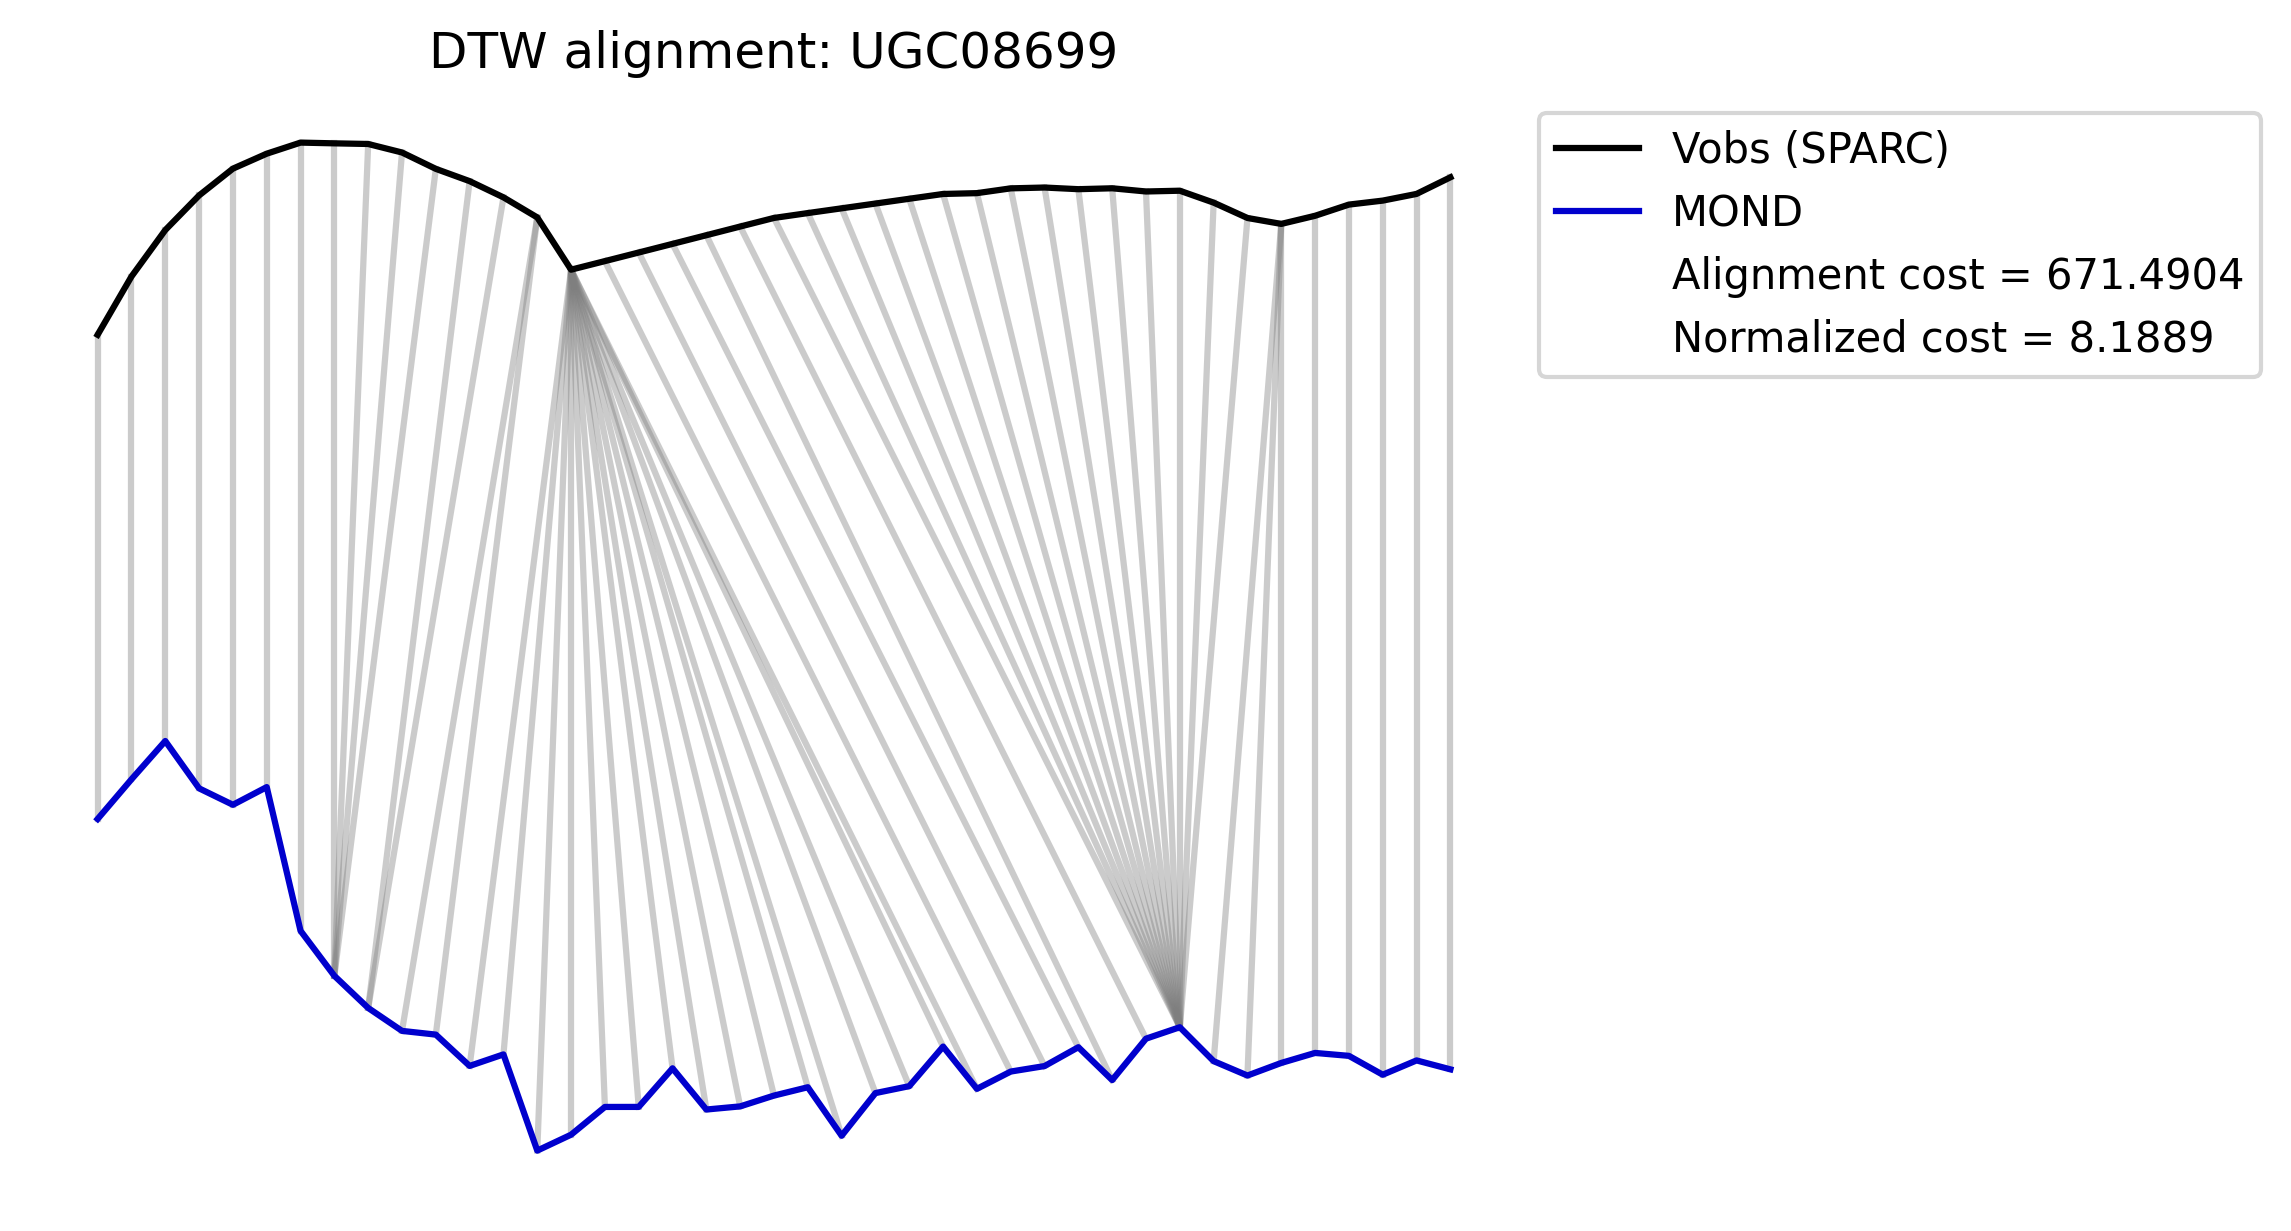 DTW alignment: UGC08699
Vobs (SPARC)
MOND
Alignment cost = 671.4904
Normalized cost = 8.1889